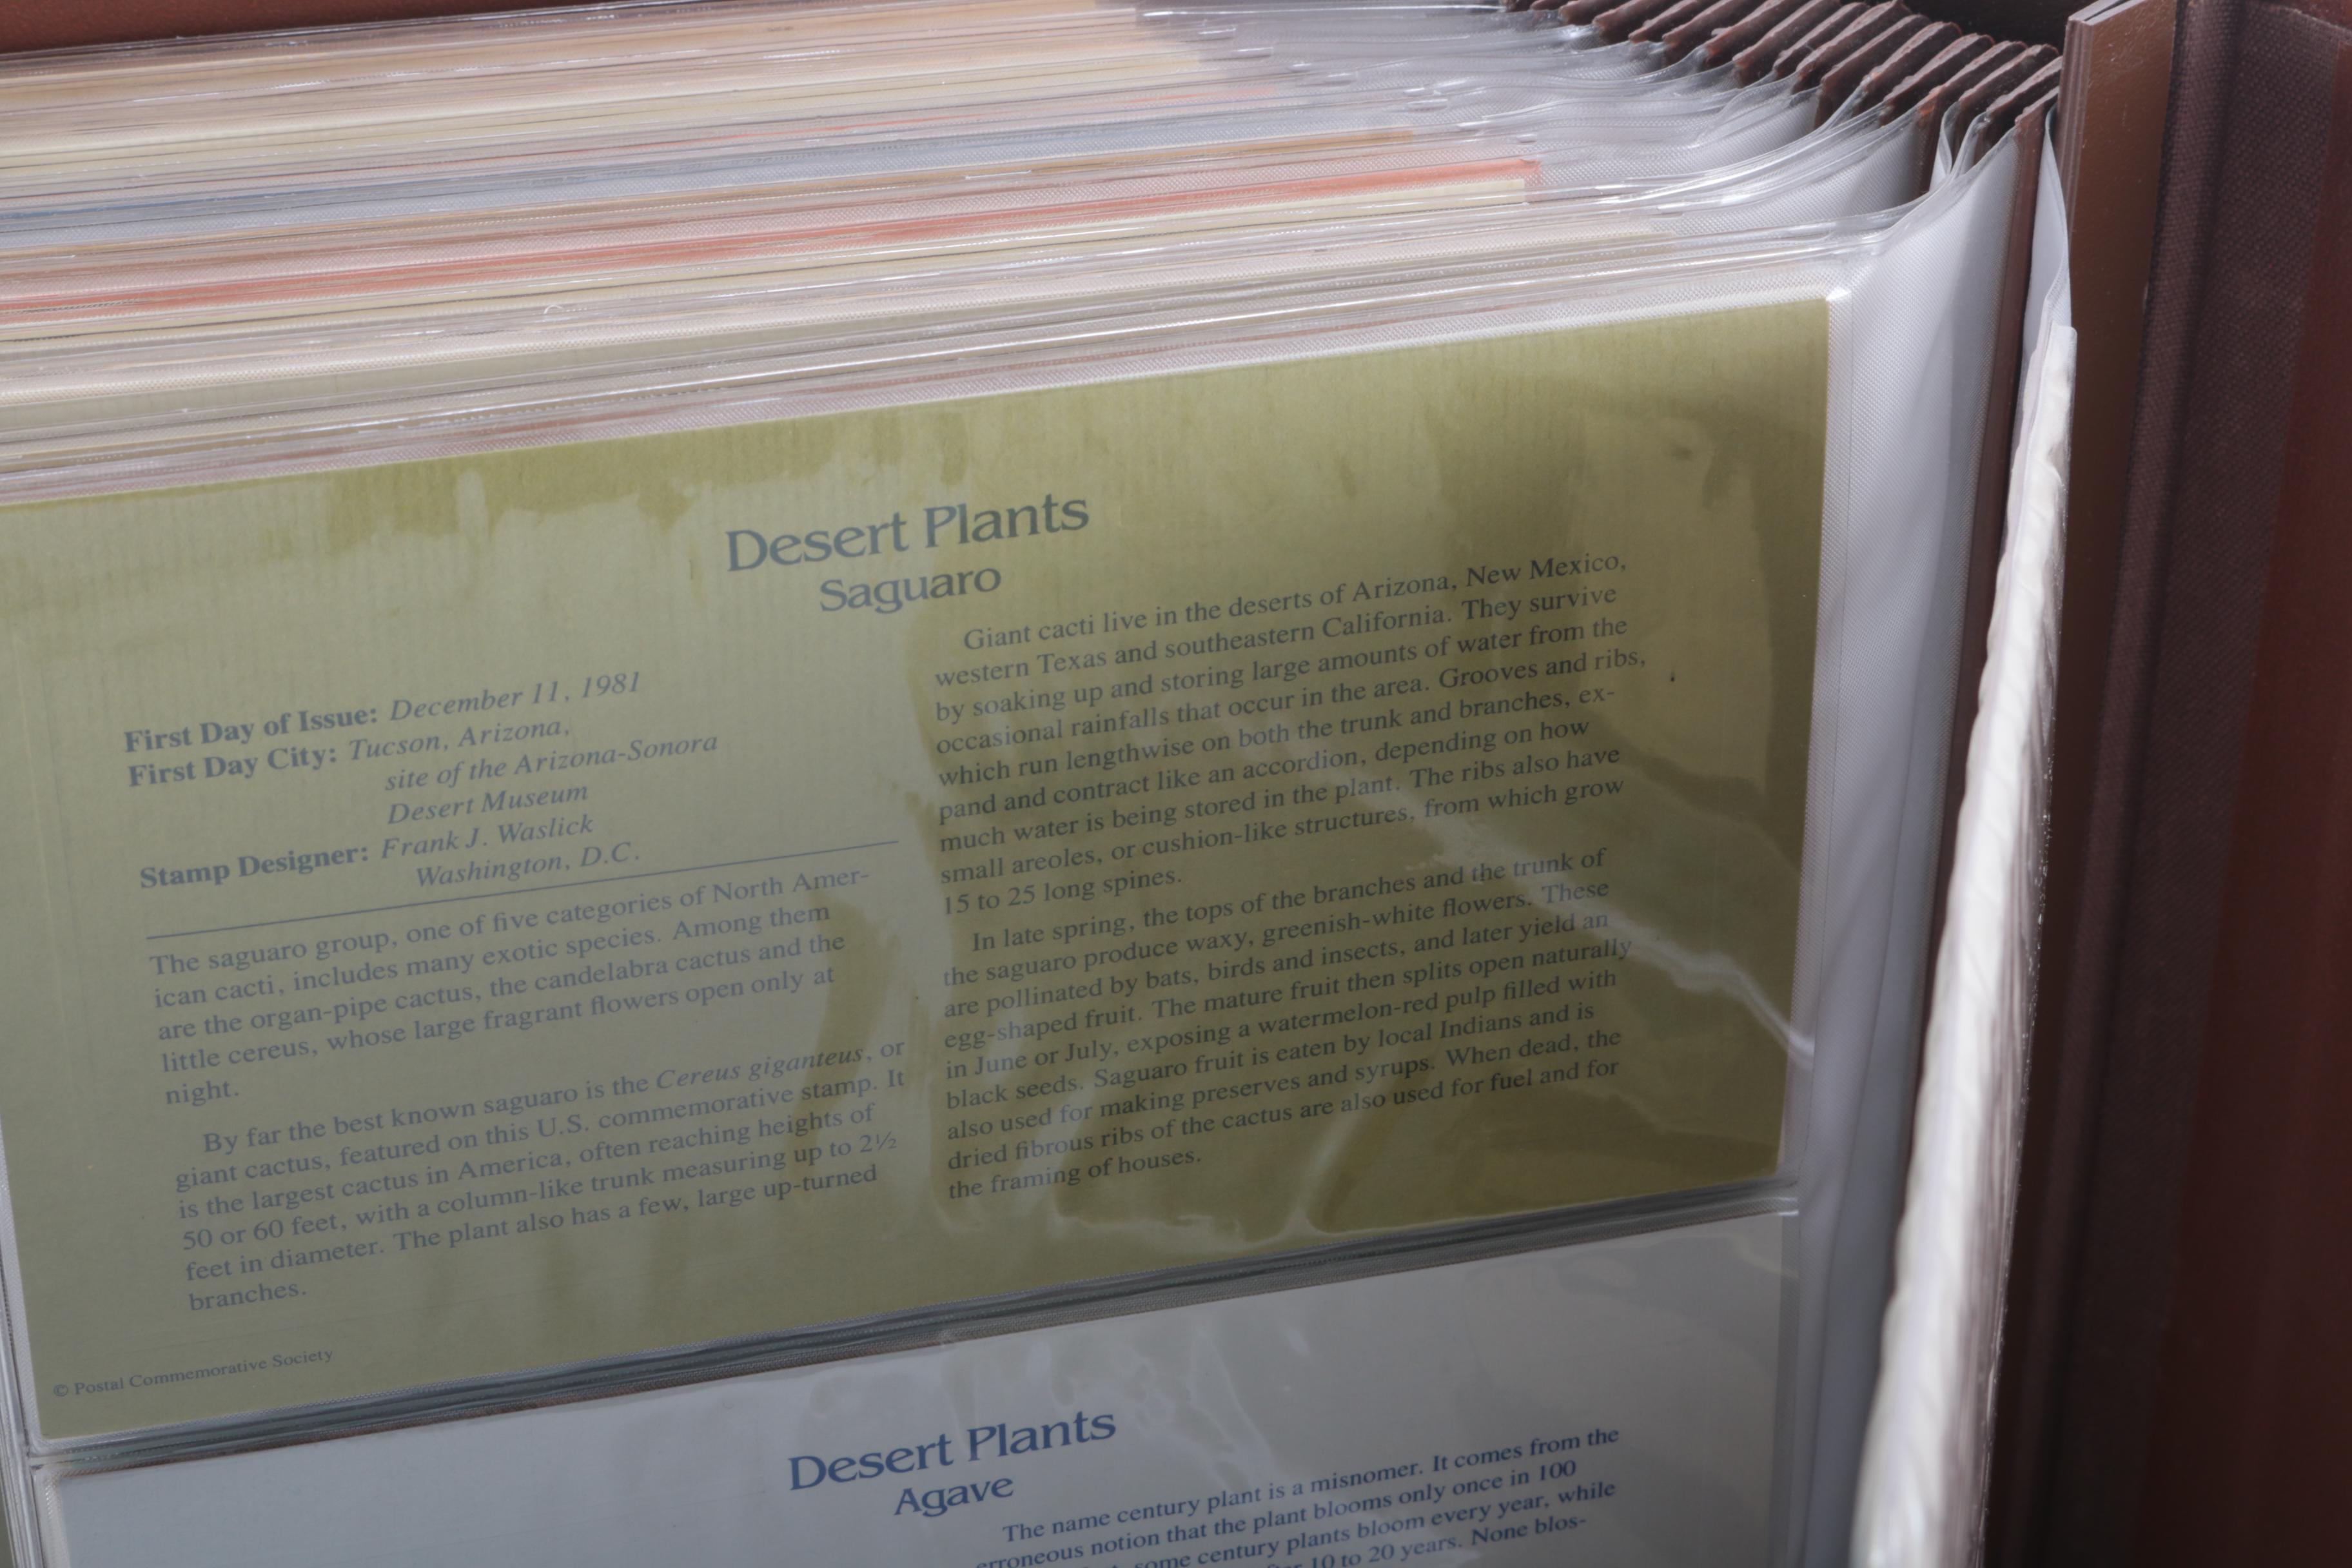 Desert Plants
Saguaro
First Day of Issue: December 11, 1981
First Day City: Tucson, Arizona,
site of the Arizona-Sonora
Desert Museum
Stamp Designer: Frank J. Waslick
Washington, D.C.
The saguaro group, one of five categories of North Amer-
ican cacti, includes many exotic species. Among them
are the organ-pipe cactus, the candelabra cactus and the
little cereus, whose large fragrant flowers open only at
night.
By far the best known saguaro is the Cereus giganteus, or
giant cactus, featured on this U.S. commemorative stamp. It
is the largest cactus in America, often reaching heights of
50 or 60 feet, with a column-like trunk measuring up to 2½
feet in diameter. The plant also has a few, large up-turned
branches.
Giant cacti live in the deserts of Arizona, New Mexico,
western Texas and southeastern California. They survive
by soaking up and storing large amounts of water from the
occasional rainfalls that occur in the area. Grooves and ribs,
which run lengthwise on both the trunk and branches, ex-
pand and contract like an accordion, depending on how
much water is being stored in the plant. The ribs also have
small areoles, or cushion-like structures, from which grow
15 to 25 long spines.
In late spring, the tops of the branches and the trunk of
the saguaro produce waxy, greenish-white flowers. These
are pollinated by bats, birds and insects, and later yield an
egg-shaped fruit. The mature fruit then splits open naturally
in June or July, exposing a watermelon-red pulp filled with
black seeds. Saguaro fruit is eaten by local Indians and is
also used for making preserves and syrups. When dead, the
dried fibrous ribs of the cactus are also used for fuel and for
the framing of houses.
© Postal Commemorative Society
Desert Plants
Agave
The name century plant is a misnomer. It comes from the
erroneous notion that the plant blooms only once in 100
some century plants bloom every year, while
10 to 20 years. None blos-